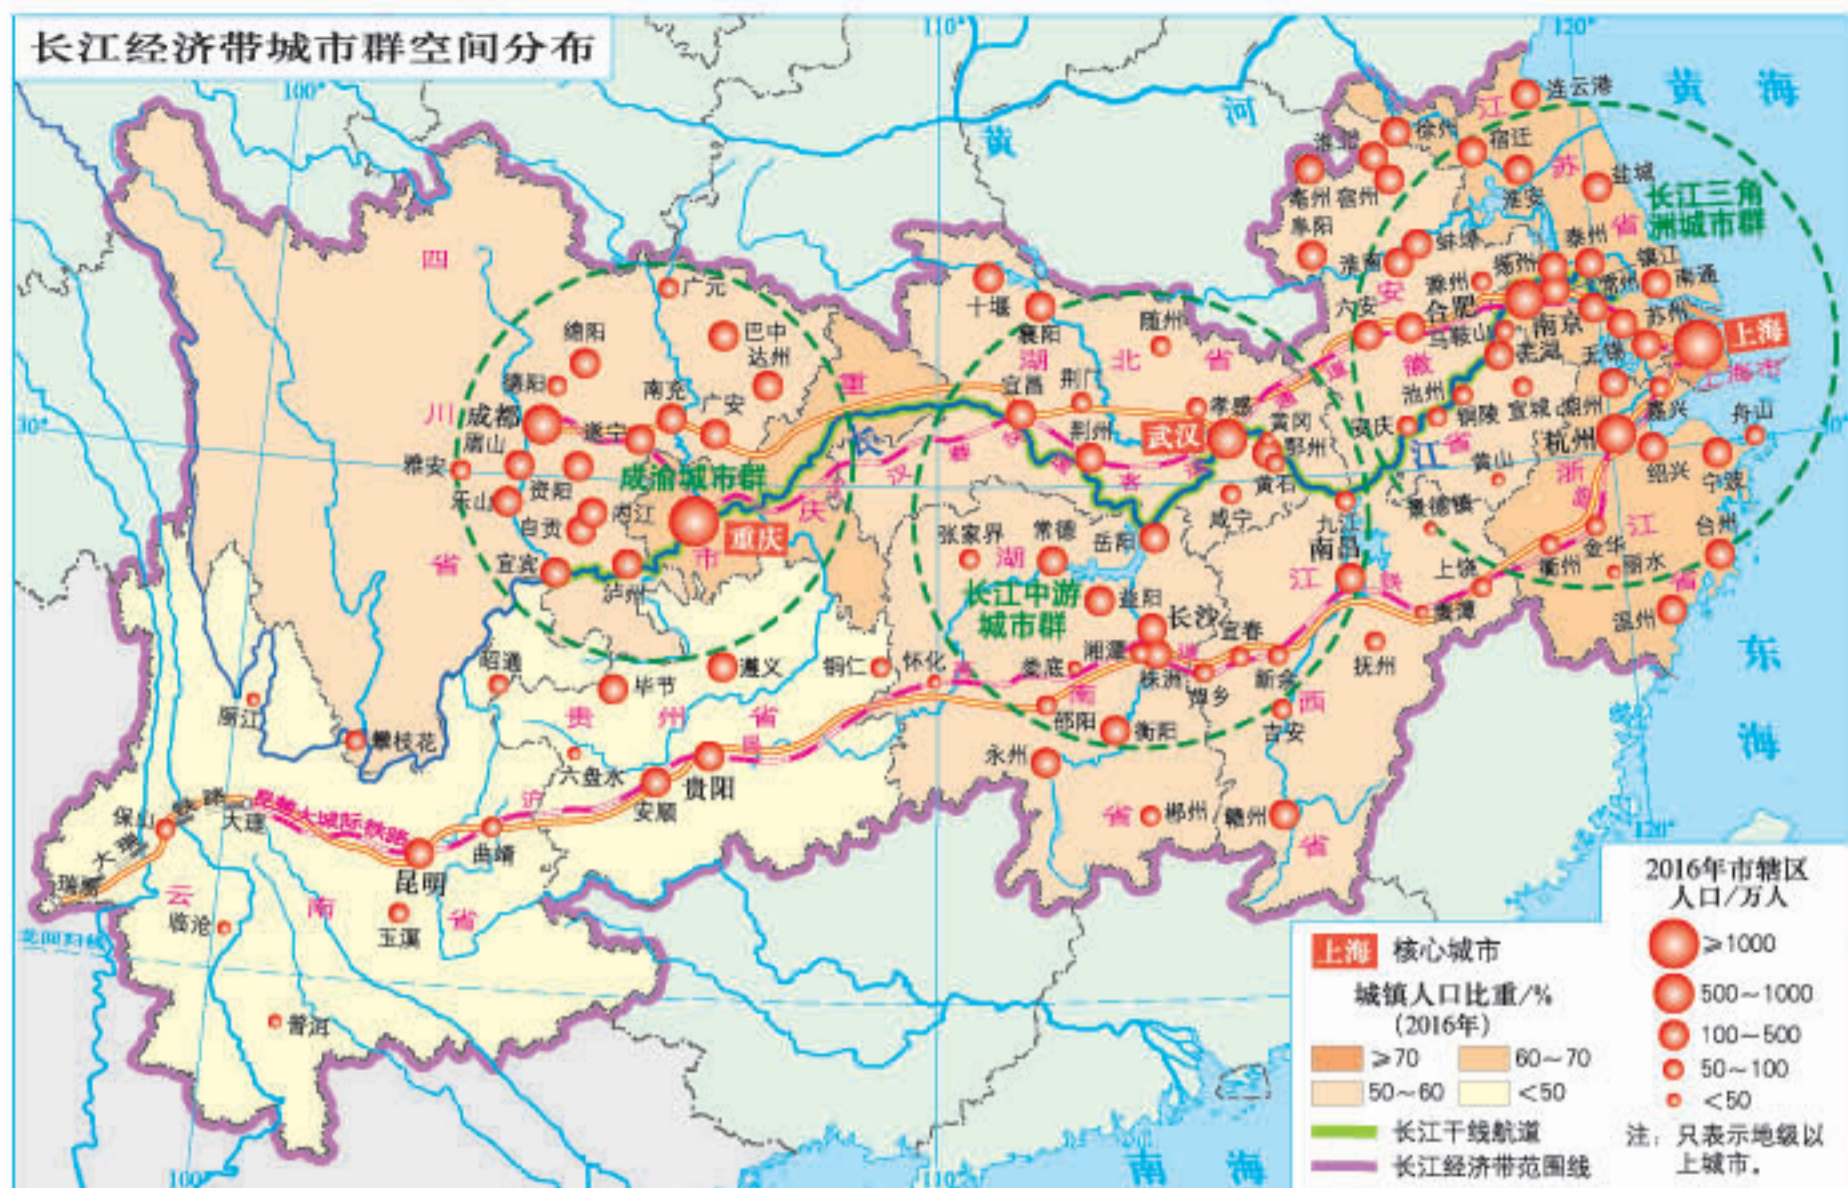 长江经济带城市群空间分布
100°
110°
120°
黄
海
黄
河
江
苏
省
连云港
徐州
宿迁
淮北
亳州
宿州
淮安
盐城
阜阳
长江三角
洲城市群
蚌埠
淮南
泰州
扬州
镇江
滁州
常州
南通
六安
安
合肥
南京
苏州
马鞍山
芜湖
无锡
上海
上海市
徽
省
池州
铜陵
宣城
湖州
嘉兴
舟山
安庆
杭州
黄山
绍兴
宁波
浙
江
省
景德镇
金华
衢州
丽水
台州
温州
上饶
鹰潭
四
川
省
广元
绵阳
巴中
达州
德阳
南充
广安
成都
遂宁
眉山
雅安
资阳
成渝城市群
乐山
自贡
内江
重庆
重
庆
市
宜宾
泸州
30°
长
江
十堰
襄阳
随州
湖
北
省
宜昌
荆门
孝感
荆州
武汉
黄冈
鄂州
黄石
咸宁
九江
张家界
常德
岳阳
湖
南
省
长江中游
城市群
益阳
长沙
湘潭
宜春
娄底
株洲
萍乡
新余
邵阳
衡阳
吉安
永州
郴州
赣州
南昌
江
西
省
抚州
昭通
毕节
遵义
铜仁
怀化
贵
州
省
丽江
攀枝花
六盘水
贵阳
安顺
保山
大理
昆楚大城际铁路
曲靖
昆明
瑞丽
云
南
省
临沧
玉溪
普洱
沪
昆
汉
蓉
东
海
南
海
100°
110°
120°
2016年市辖区
人口/万人
≥1000
500～1000
100～500
50～100
<50
注：只表示地级以
上城市。
上海 核心城市
城镇人口比重/%
（2016年）
≥70 60～70
50～60 <50
长江干线航道
长江经济带范围线